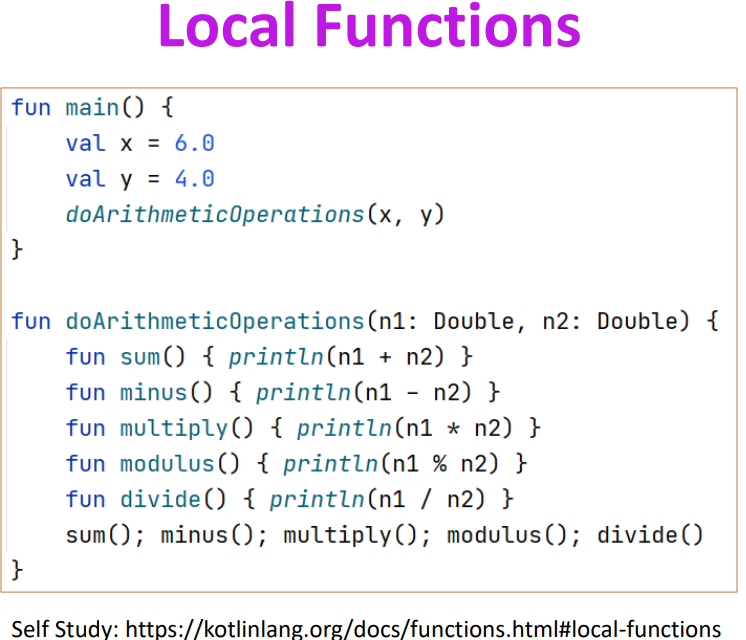 Local Functions
fun main() {
    val x = 6.0
    val y = 4.0
    doArithmeticOperations(x, y)
}
fun doArithmeticOperations(n1: Double, n2: Double) {
    fun sum() { println(n1 + n2) }
    fun minus() { println(n1 - n2) }
    fun multiply() { println(n1 * n2) }
    fun modulus() { println(n1 % n2) }
    fun divide() { println(n1 / n2) }
    sum(); minus(); multiply(); modulus(); divide()
}
Self Study: https://kotlinlang.org/docs/functions.html#local-functions